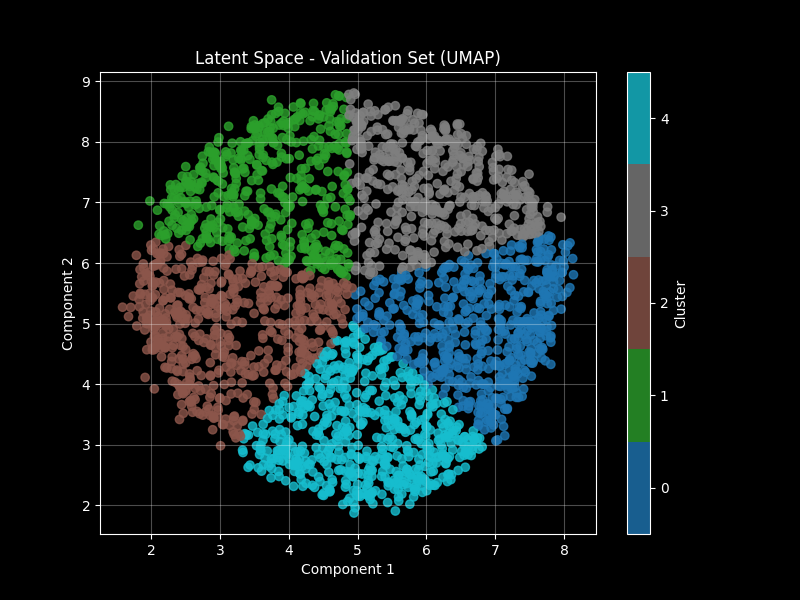 Latent Space - Validation Set (UMAP)
9
8
7
6
5
4
3
2
Component 2
2 3 4 5 6 7 8
Component 1
4
3
2
1
0
Cluster